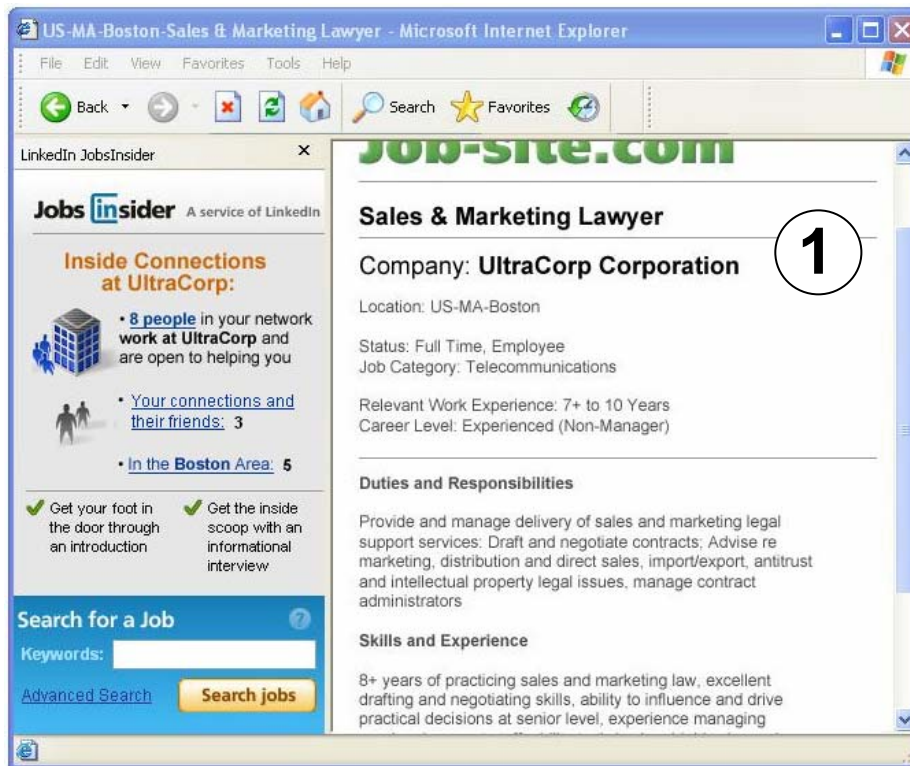 US-MA-Boston-Sales & Marketing Lawyer - Microsoft Internet Explorer
File Edit View Favorites Tools Help
Back Search Favorites
LinkedIn JobsInsider x
Jobs insider A service of LinkedIn
Inside Connections
at UltraCorp:
• 8 people in your network
work at UltraCorp and
are open to helping you
• Your connections and
their friends: 3
• In the Boston Area: 5
Get your foot in
the door through
an introduction
Get the inside
scoop with an
informational
interview
Search for a Job ?
Keywords:
Advanced Search Search jobs
Job-site.com
Sales & Marketing Lawyer
1
Company: UltraCorp Corporation
Location: US-MA-Boston
Status: Full Time, Employee
Job Category: Telecommunications
Relevant Work Experience: 7+ to 10 Years
Career Level: Experienced (Non-Manager)
Duties and Responsibilities
Provide and manage delivery of sales and marketing legal
support services: Draft and negotiate contracts; Advise re
marketing, distribution and direct sales, import/export, antitrust
and intellectual property legal issues, manage contract
administrators
Skills and Experience
8+ years of practicing sales and marketing law, excellent
drafting and negotiating skills, ability to influence and drive
practical decisions at senior level, experience managing